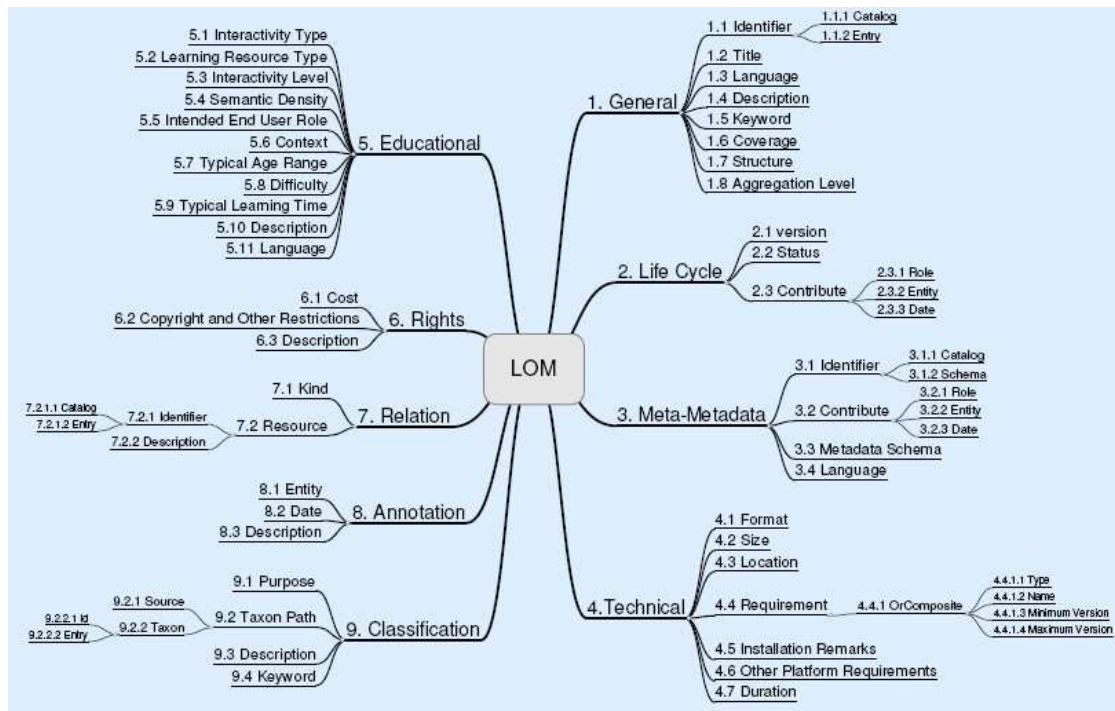 LOM
1. General
1.1 Identifier
1.1.1 Catalog
1.1.2 Entry
1.2 Title
1.3 Language
1.4 Description
1.5 Keyword
1.6 Coverage
1.7 Structure
1.8 Aggregation Level
2. Life Cycle
2.1 version
2.2 Status
2.3 Contribute
2.3.1 Role
2.3.2 Entity
2.3.3 Date
3. Meta-Metadata
3.1 Identifier
3.1.1 Catalog
3.1.2 Schema
3.2 Contribute
3.2.1 Role
3.2.2 Entity
3.2.3 Date
3.3 Metadata Schema
3.4 Language
4.Technical
4.1 Format
4.2 Size
4.3 Location
4.4 Requirement
4.4.1 OrComposite
4.4.1.1 Type
4.4.1.2 Name
4.4.1.3 Minimum Version
4.4.1.4 Maximum Version
4.5 Installation Remarks
4.6 Other Platform Requirements
4.7 Duration
5. Educational
5.1 Interactivity Type
5.2 Learning Resource Type
5.3 Interactivity Level
5.4 Semantic Density
5.5 Intended End User Role
5.6 Context
5.7 Typical Age Range
5.8 Difficulty
5.9 Typical Learning Time
5.10 Description
5.11 Language
6. Rights
6.1 Cost
6.2 Copyright and Other Restrictions
6.3 Description
7. Relation
7.1 Kind
7.2 Resource
7.2.1 Identifier
7.2.1.1 Catalog
7.2.1.2 Entry
7.2.2 Description
8. Annotation
8.1 Entity
8.2 Date
8.3 Description
9. Classification
9.1 Purpose
9.2 Taxon Path
9.2.1 Source
9.2.2 Taxon
9.2.2.1 Id
9.2.2.2 Entry
9.3 Description
9.4 Keyword